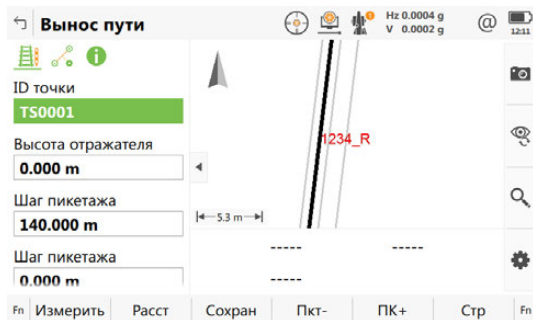 Вынос пути
Hz 0.0004 g
V 0.0002 g
@
12:11
ID точки
TS0001
Высота отражателя
0.000 m
Шаг пикетажа
140.000 m
Шаг пикетажа
0.000 m
1234_R
5.3 m
----- -----
-----
Fn Измерить Расст Сохран Пкт- ПК+ Стр Fn